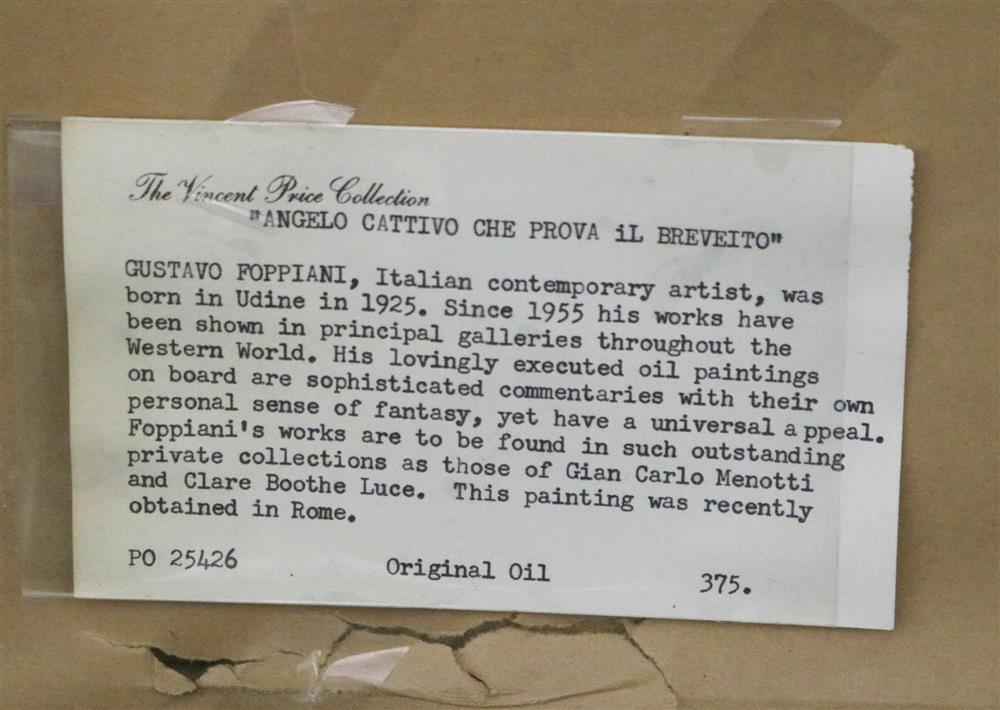 The Vincent Price Collection
"ANGELO CATTIVO CHE PROVA iL BREVEITO"
GUSTAVO FOPPIANI, Italian contemporary artist, was
born in Udine in 1925. Since 1955 his works have
been shown in principal galleries throughout the
Western World. His lovingly executed oil paintings
on board are sophisticated commentaries with their own
personal sense of fantasy, yet have a universal appeal.
Foppiani's works are to be found in such outstanding
private collections as those of Gian Carlo Menotti
and Clare Boothe Luce. This painting was recently
obtained in Rome.
PO 25426 Original Oil 375.